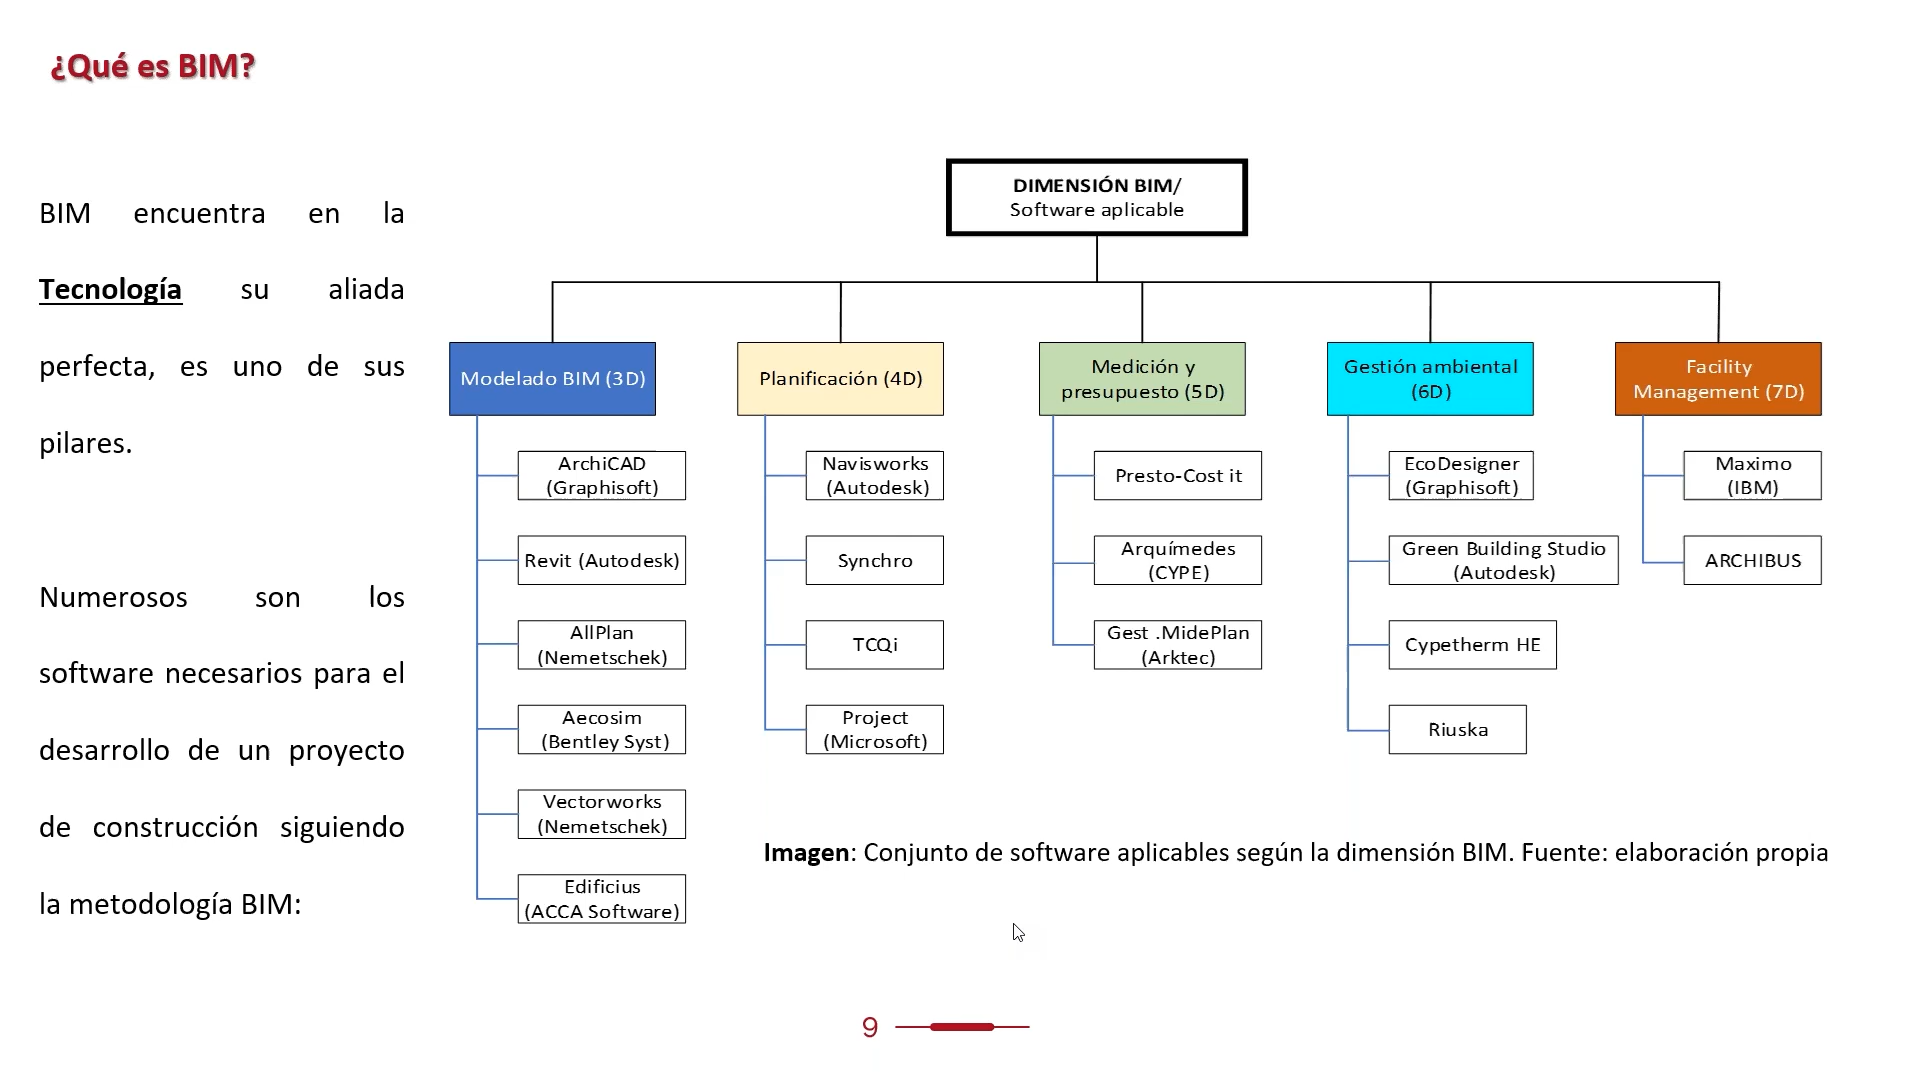 ¿Qué es BIM?
BIM encuentra en la
Tecnología su aliada
perfecta, es uno de sus
pilares.
Numerosos son los
software necesarios para el
desarrollo de un proyecto
de construcción siguiendo
la metodología BIM:
DIMENSIÓN BIM/
Software aplicable
Modelado BIM (3D)
ArchiCAD
(Graphisoft)
Revit (Autodesk)
AllPlan
(Nemetschek)
Aecosim
(Bentley Syst)
Vectorworks
(Nemetschek)
Edificius
(ACCA Software)
Planificación (4D)
Navisworks
(Autodesk)
Synchro
TCQi
Project
(Microsoft)
Medición y
presupuesto (5D)
Presto-Cost it
Arquímedes
(CYPE)
Gest .MidePlan
(Arktec)
Gestión ambiental
(6D)
EcoDesigner
(Graphisoft)
Green Building Studio
(Autodesk)
Cypetherm HE
Riuska
Facility
Management (7D)
Maximo
(IBM)
ARCHIBUS
Imagen: Conjunto de software aplicables según la dimensión BIM. Fuente: elaboración propia
9